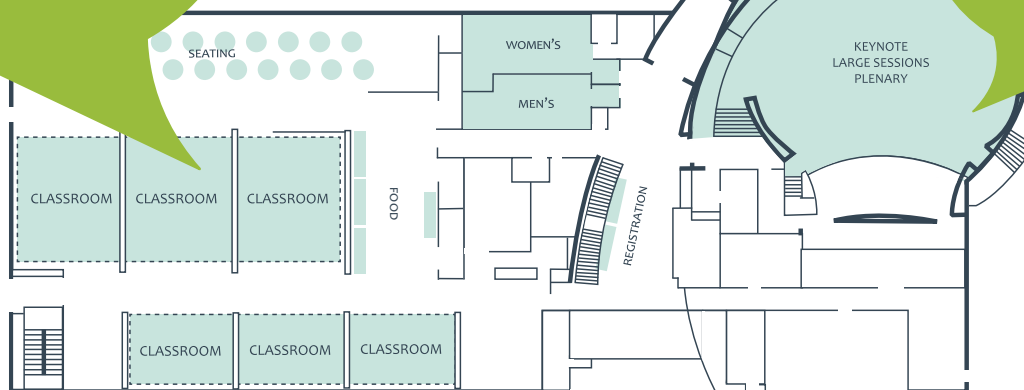 SEATING
WOMEN'S
MEN'S
KEYNOTE
LARGE SESSIONS
PLENARY
CLASSROOM
CLASSROOM
CLASSROOM
FOOD
REGISTRATION
CLASSROOM
CLASSROOM
CLASSROOM